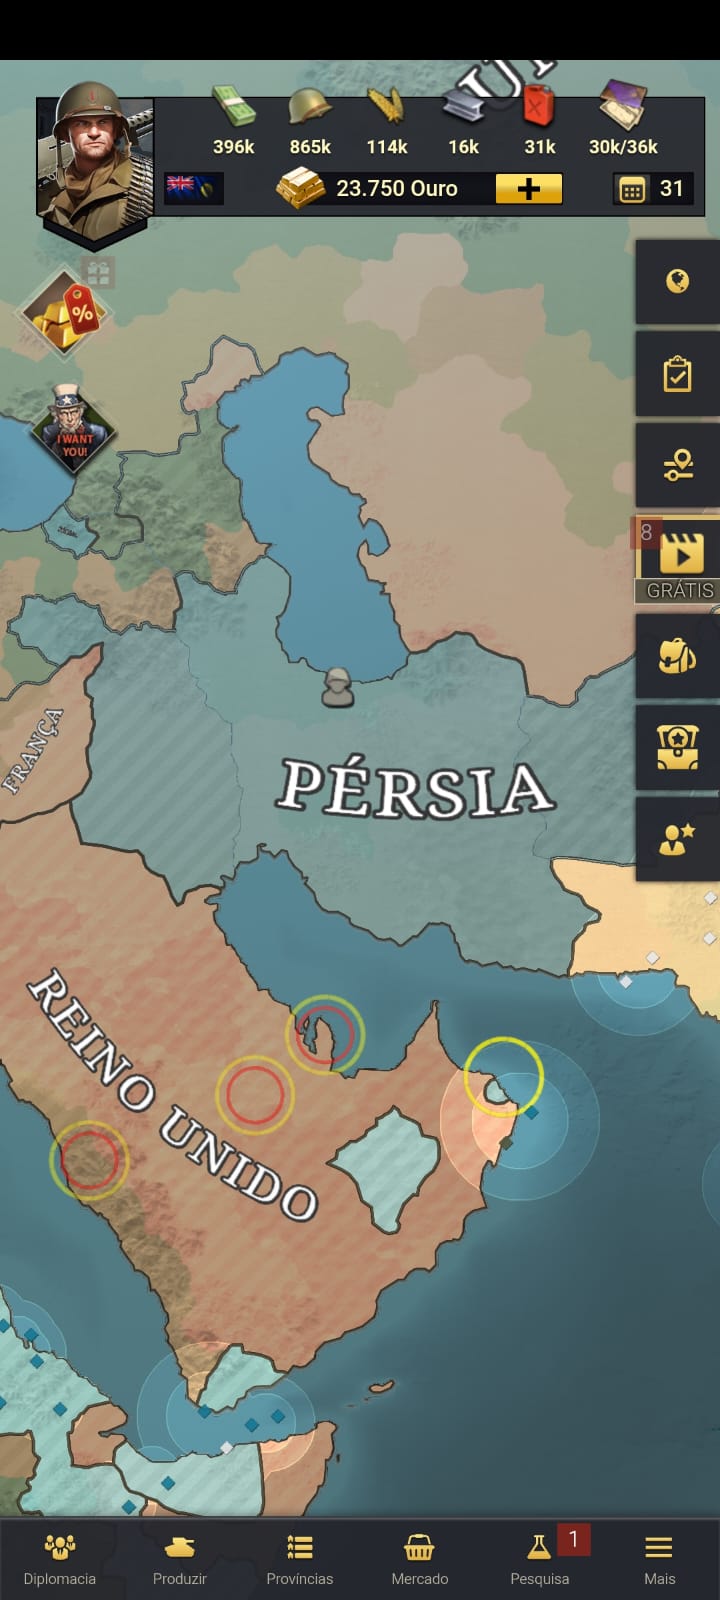 396k
865k
114k
16k
31k
30k/36k
23.750 Ouro
31
%
I WANT
YOU!
8
GRÁTIS
FRANÇA
PÉRSIA
REINO UNIDO
1
Diplomacia
Produzir
Províncias
Mercado
Pesquisa
Mais